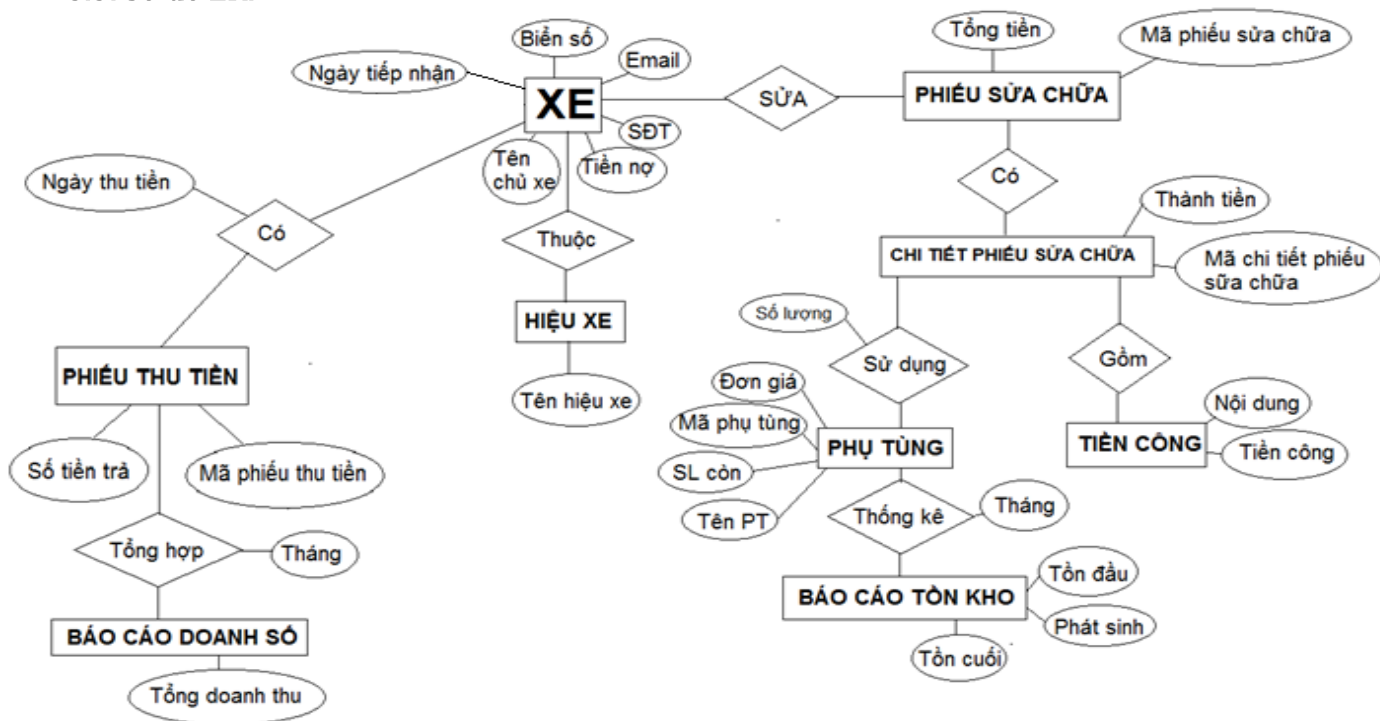 Biển số
Tổng tiền
Mã phiếu sửa chữa
Ngày tiếp nhận
Email
XE
SỬA
PHIẾU SỬA CHỮA
SĐT
Tên
chủ xe
Tiền nợ
Ngày thu tiền
Có
Thuộc
Có
Thành tiền
CHI TIẾT PHIẾU SỬA CHỮA
Mã chi tiết phiếu
sữa chữa
HIỆU XE
Số lượng
Sử dụng
Gồm
PHIẾU THU TIỀN
Tên hiệu xe
Đơn giá
Mã phụ tùng
Nội dung
PHỤ TÙNG
TIỀN CÔNG
Tiền công
Số tiền trả
Mã phiếu thu tiền
SL còn
Tên PT
Thống kê
Tháng
Tổng hợp
Tháng
BÁO CÁO TỒN KHO
Tồn đầu
Phát sinh
BÁO CÁO DOANH SỐ
Tồn cuối
Tổng doanh thu